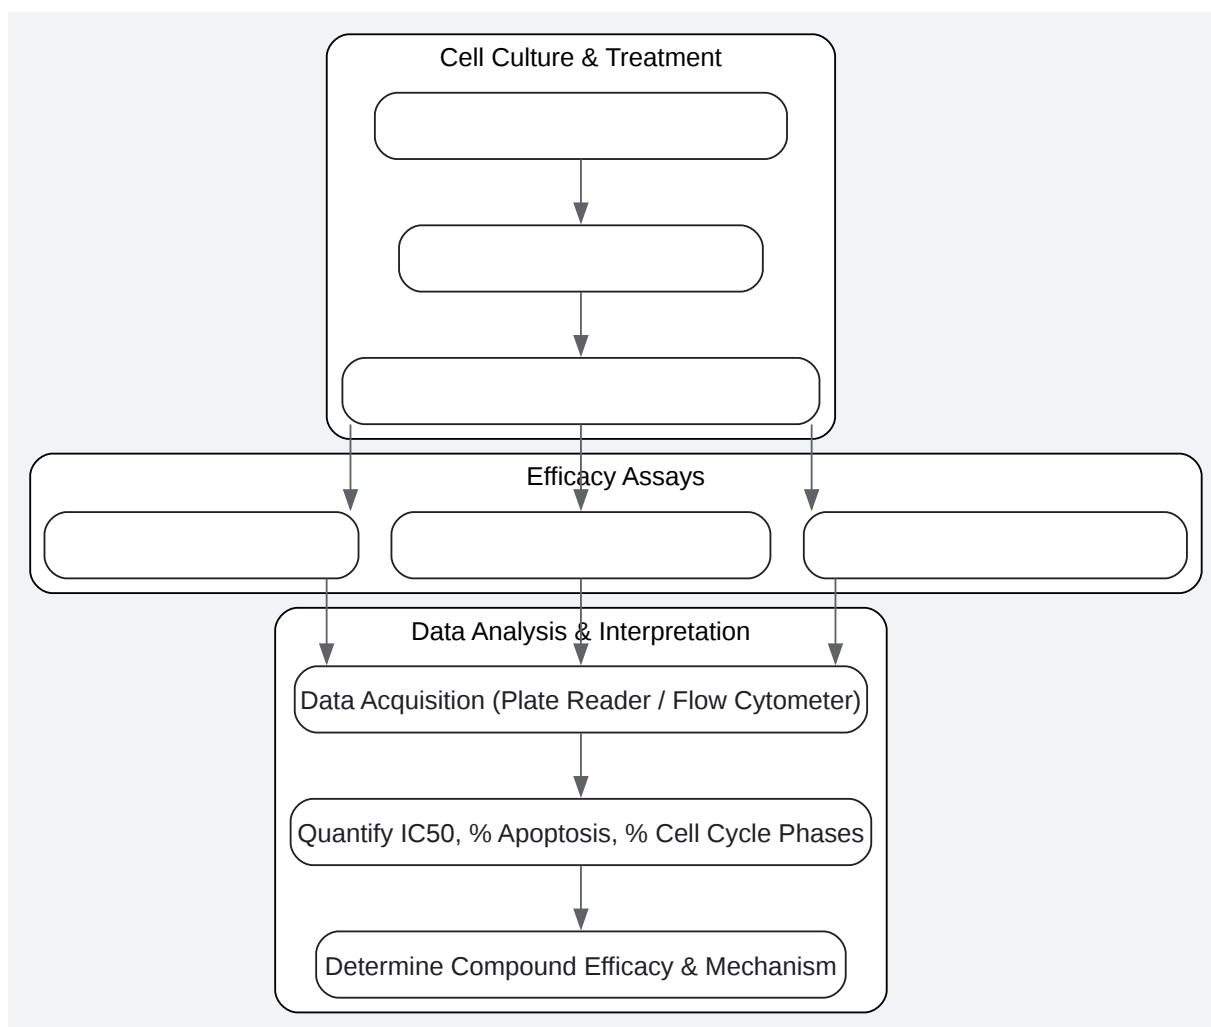 Cell Culture & Treatment
Efficacy Assays
Data Analysis & Interpretation
Data Acquisition (Plate Reader / Flow Cytometer)
Quantify IC50, % Apoptosis, % Cell Cycle Phases
Determine Compound Efficacy & Mechanism